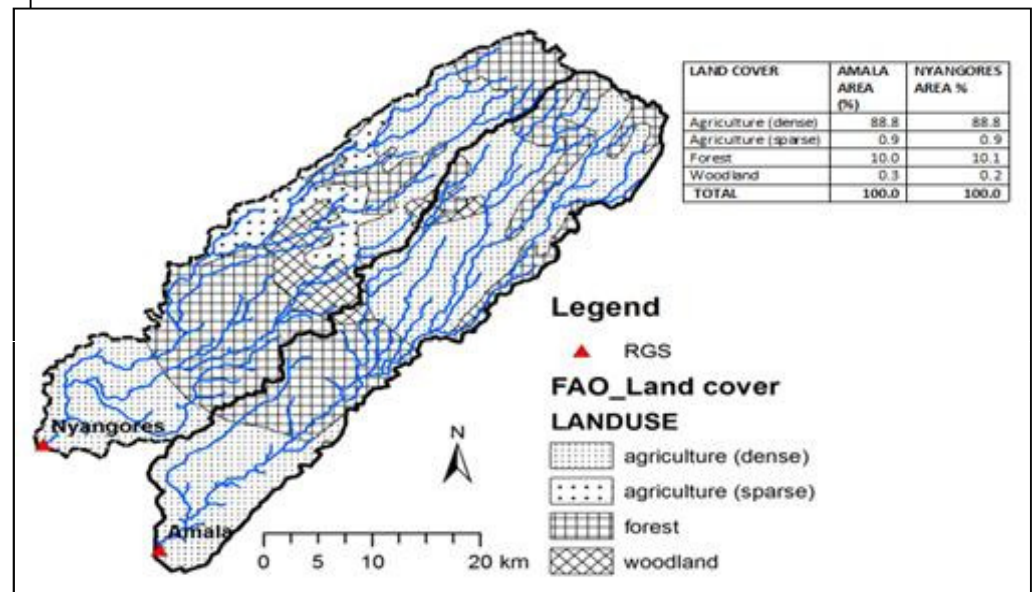 LAND COVER AMALA AREA (%) NYANGORES AREA %
Agriculture (dense) 88.8 88.8
Agriculture (sparse) 0.9 0.9
Forest 10.0 10.1
Woodland 0.3 0.2
TOTAL 100.0 100.0
Legend
RGS
FAO_Land cover
LANDUSE
agriculture (dense)
agriculture (sparse)
forest
woodland
Nyangores
Amala
N
0 5 10 20 km